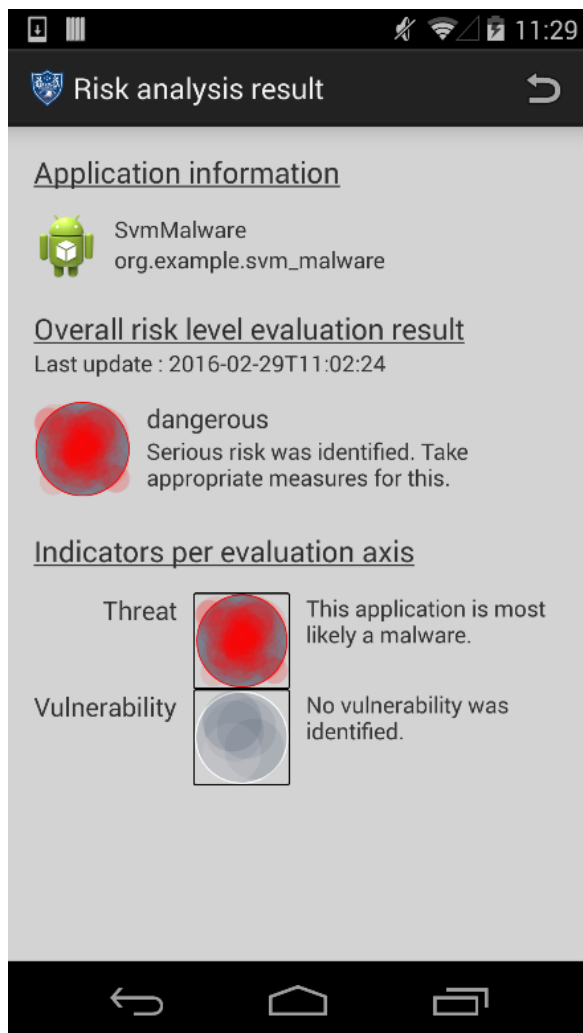 11:29
Risk analysis result
Application information
SvmMalware
org.example.svm_malware
Overall risk level evaluation result
Last update : 2016-02-29T11:02:24
dangerous
Serious risk was identified. Take
appropriate measures for this.
Indicators per evaluation axis
Threat
This application is most
likely a malware.
Vulnerability
No vulnerability was
identified.